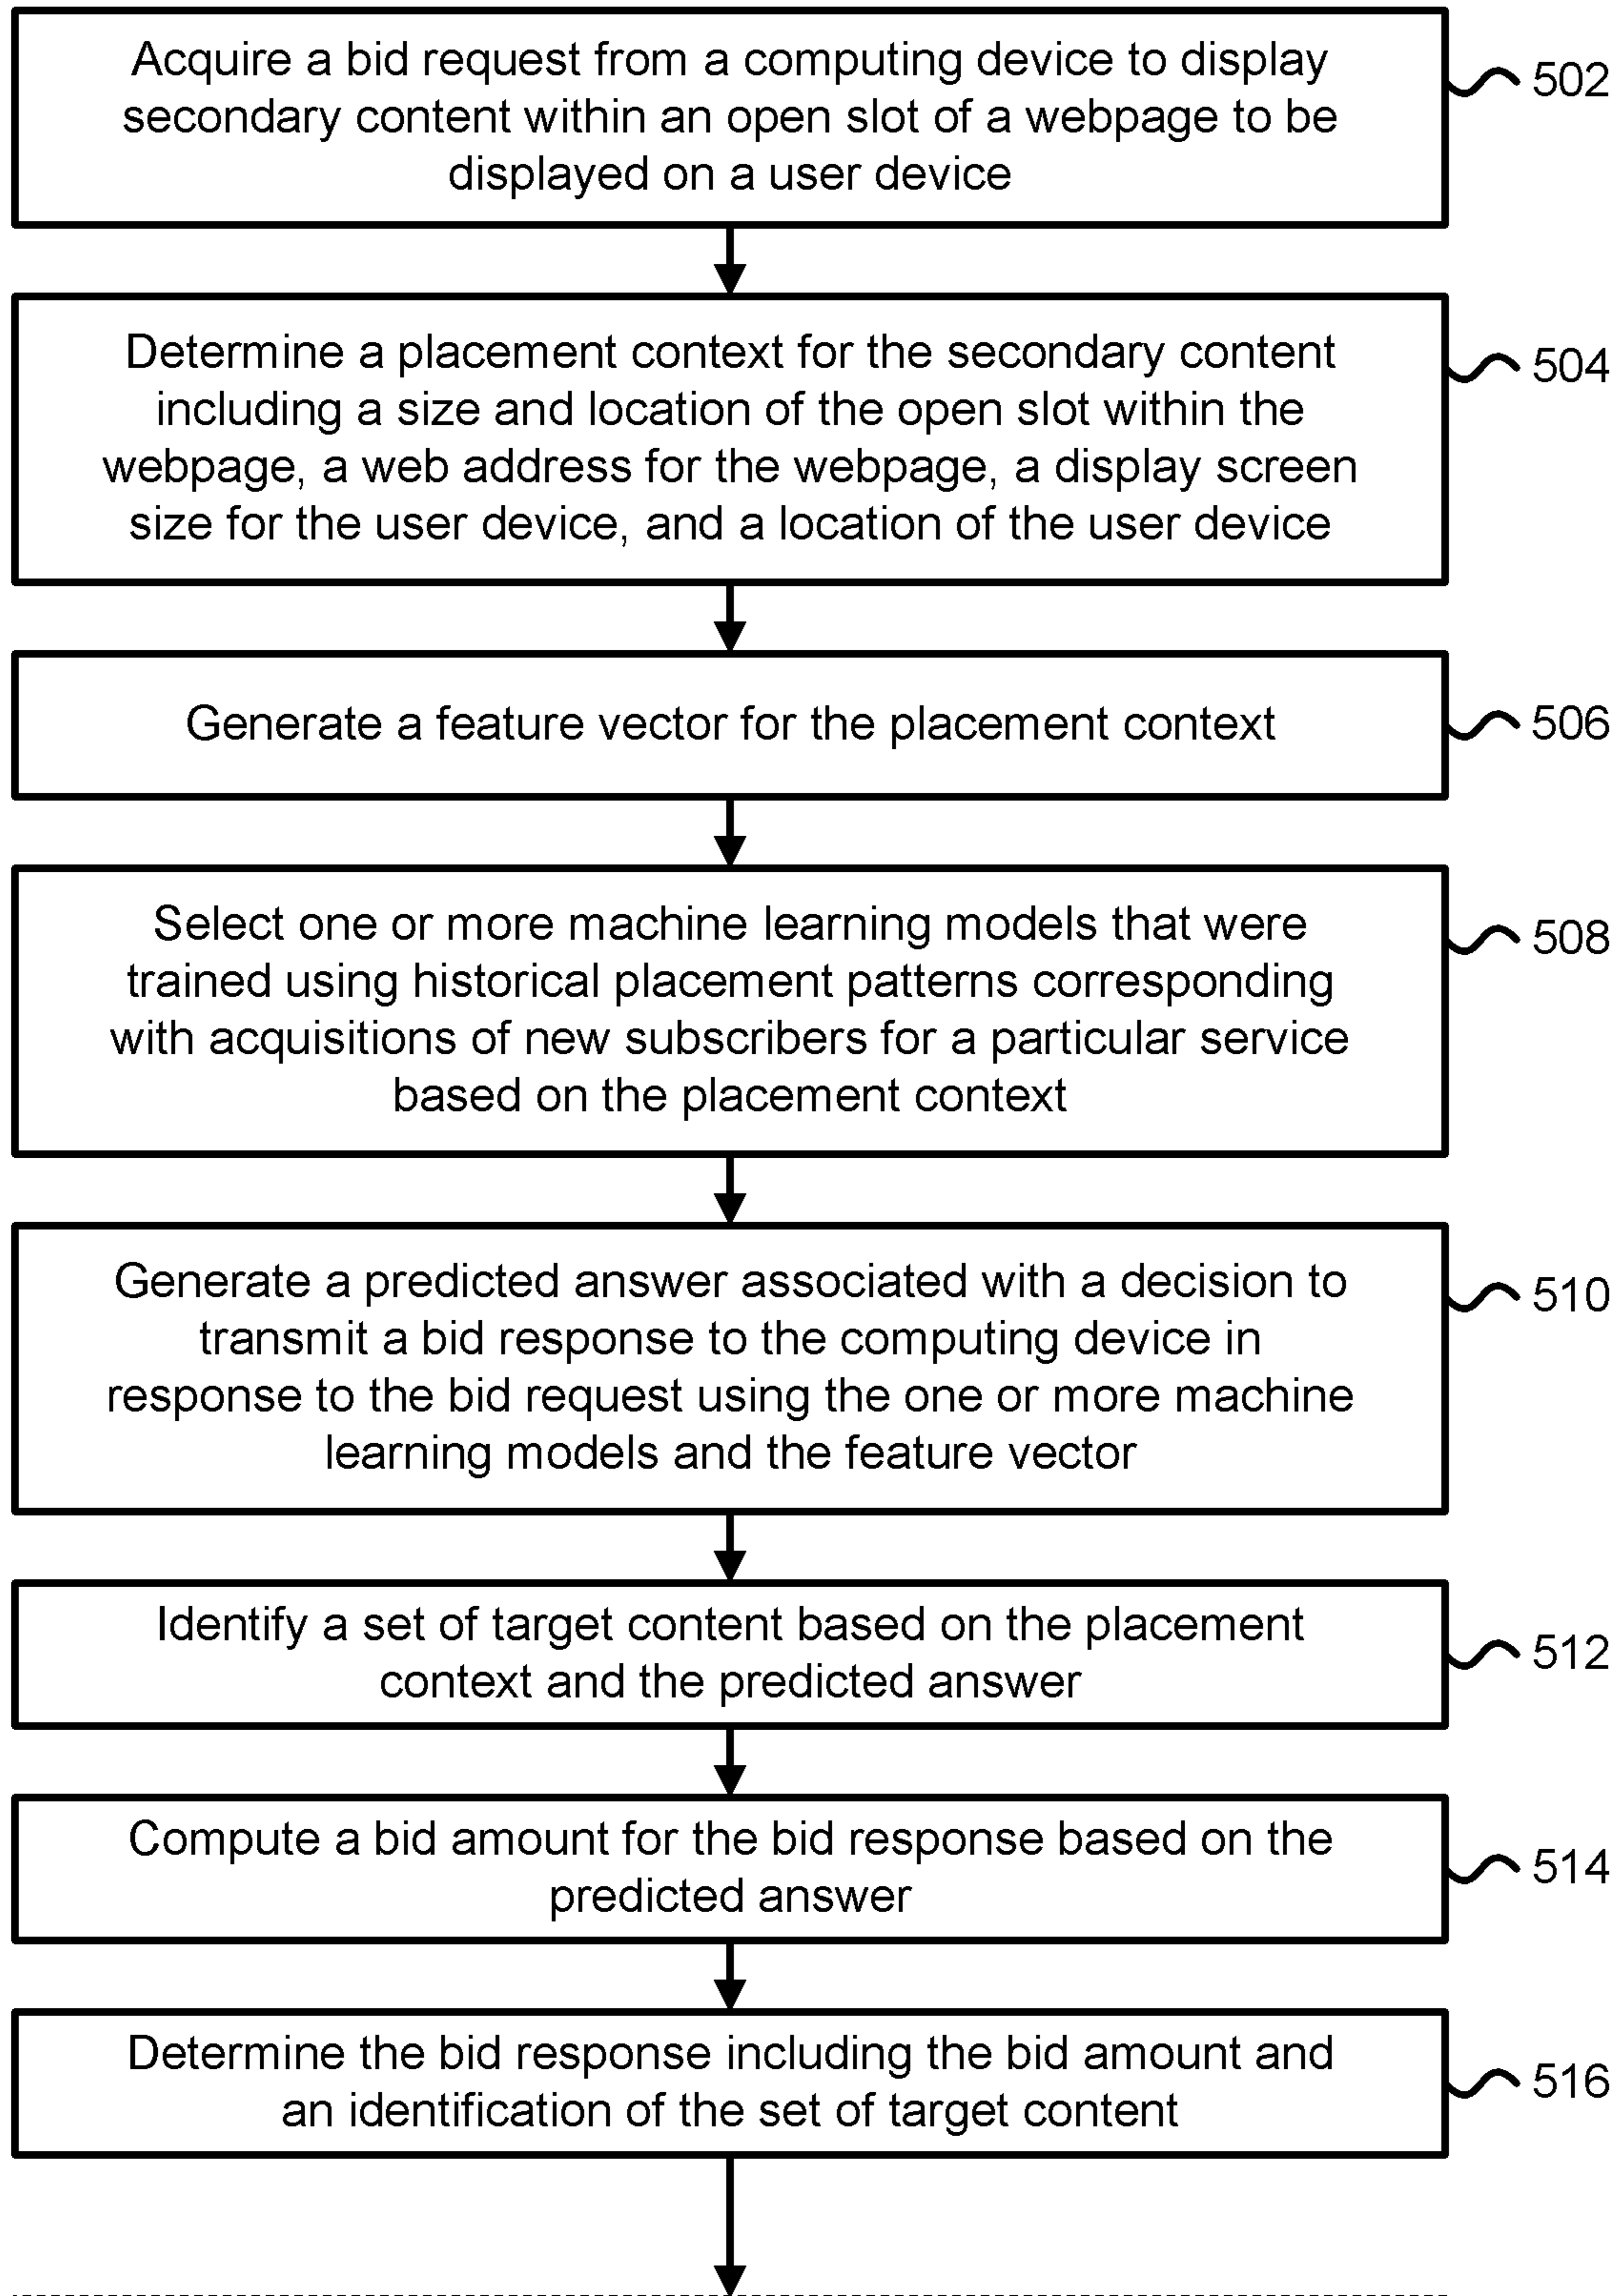 Acquire a bid request from a computing device to display
secondary content within an open slot of a webpage to be
displayed on a user device
502
Determine a placement context for the secondary content
including a size and location of the open slot within the
webpage, a web address for the webpage, a display screen
size for the user device, and a location of the user device
504
Generate a feature vector for the placement context
506
Select one or more machine learning models that were
trained using historical placement patterns corresponding
with acquisitions of new subscribers for a particular service
based on the placement context
508
Generate a predicted answer associated with a decision to
transmit a bid response to the computing device in
response to the bid request using the one or more machine
learning models and the feature vector
510
Identify a set of target content based on the placement
context and the predicted answer
512
Compute a bid amount for the bid response based on the
predicted answer
514
Determine the bid response including the bid amount and
an identification of the set of target content
516